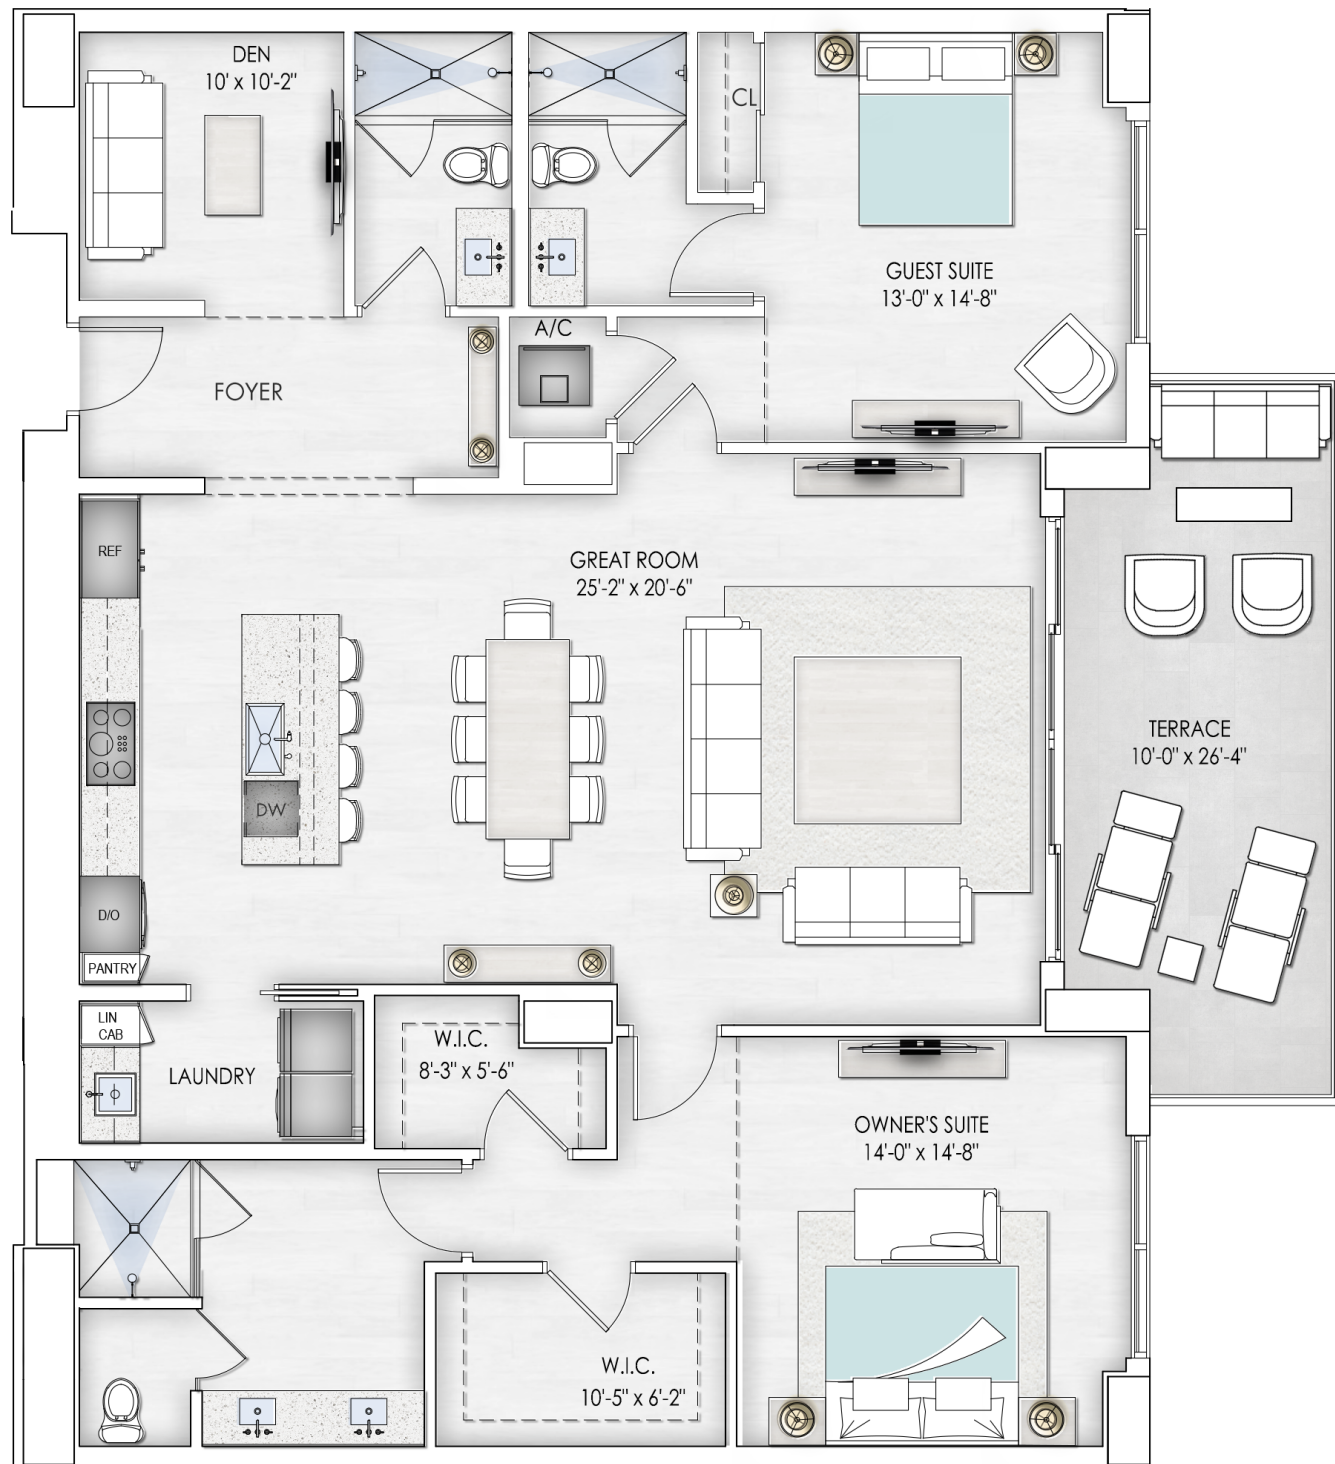 DEN
10' x 10'-2"
CL
GUEST SUITE
13'-0" x 14'-8"
A/C
FOYER
REF
GREAT ROOM
25'-2" x 20'-6"
TERRACE
10'-0" x 26'-4"
DW
D/O
PANTRY
LIN
CAB
LAUNDRY
W.I.C.
8'-3" x 5'-6"
OWNER'S SUITE
14'-0" x 14'-8"
W.I.C.
10'-5" x 6'-2"